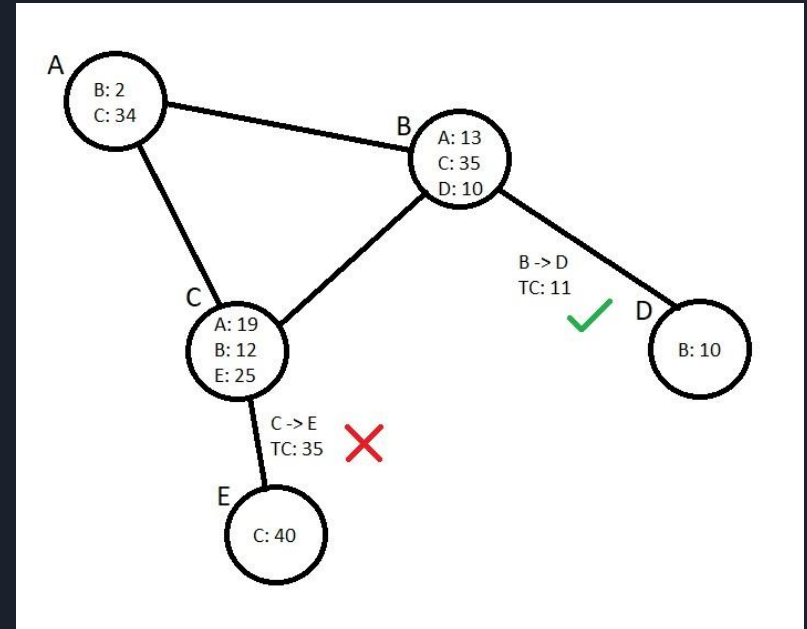 A
B: 2
C: 34
B
A: 13
C: 35
D: 10
B -> D
TC: 11
D
B: 10
C
A: 19
B: 12
E: 25
C -> E
TC: 35
E
C: 40